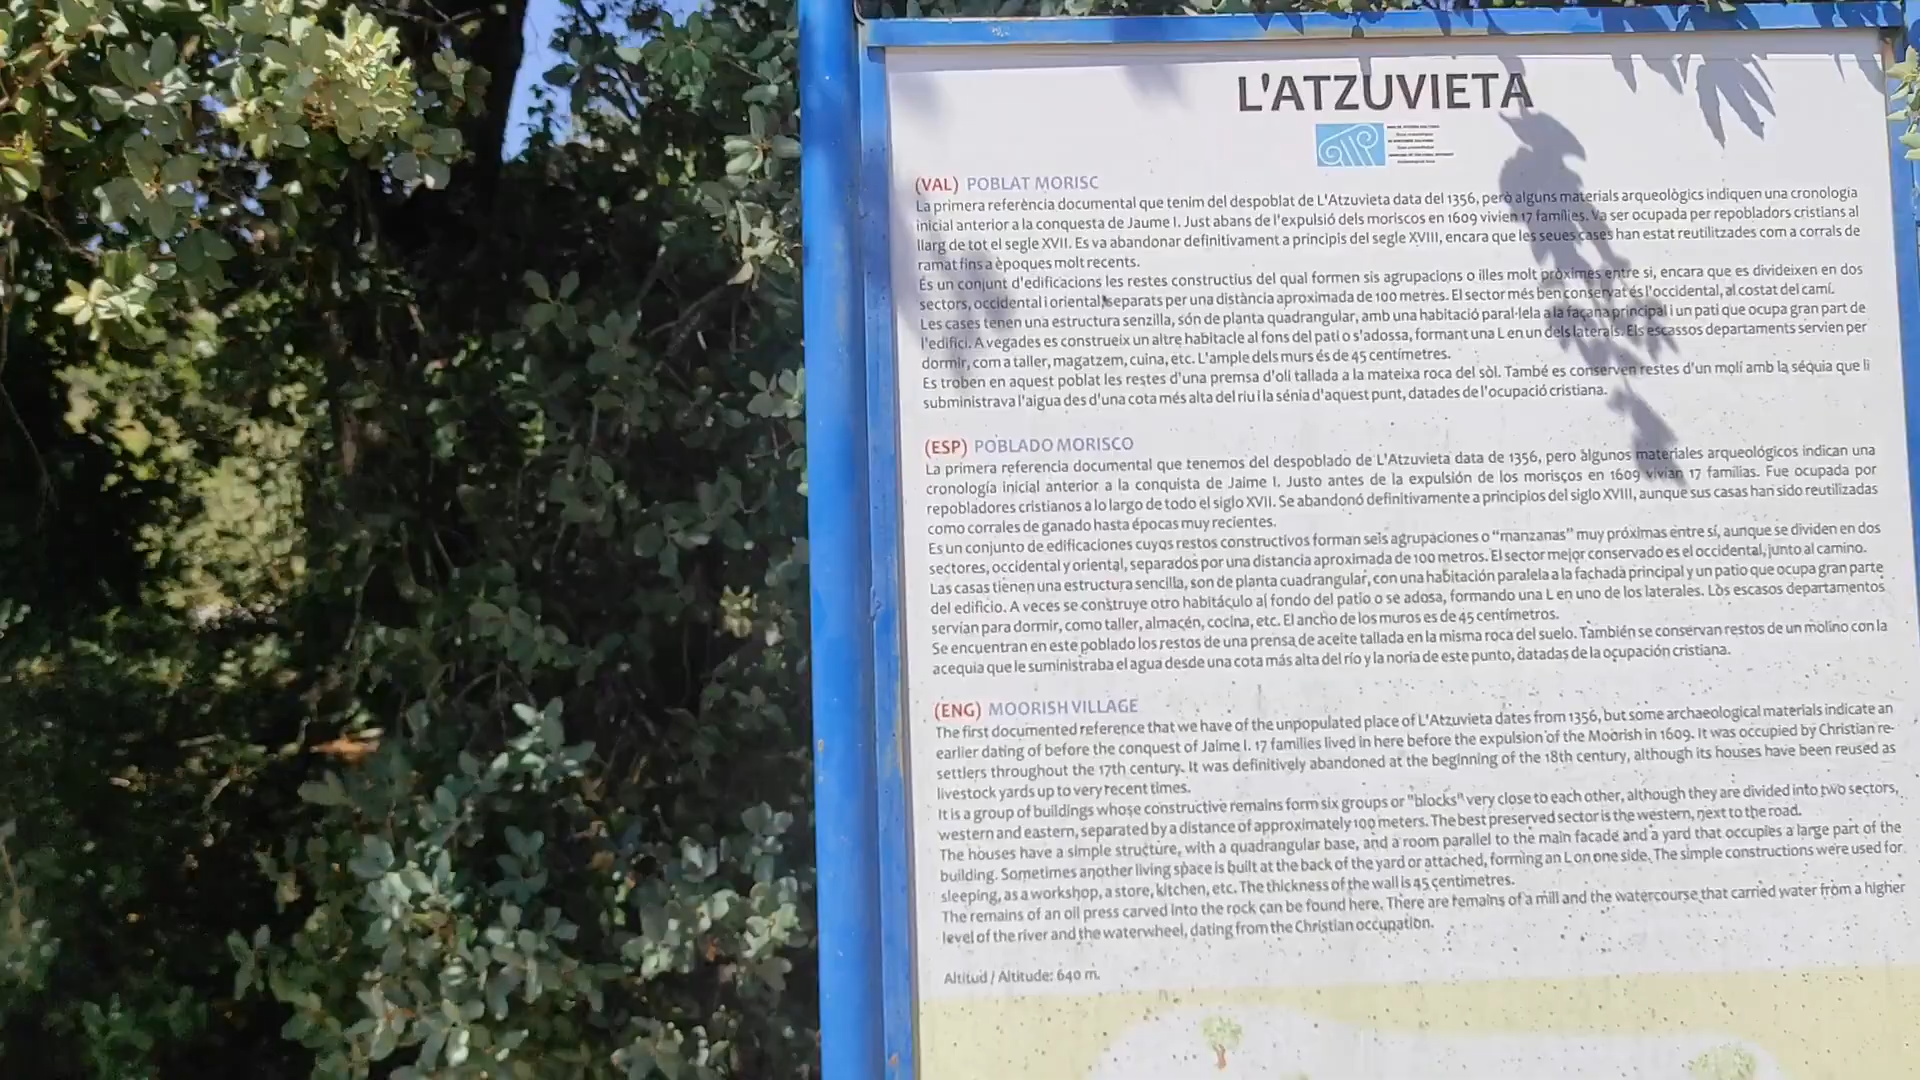 L'ATZUVIETA
(VAL) POBLAT MORISC
La primera referència documental que tenim del despoblat de L'Atzuvieta data del 1356, però alguns materials arqueològics indiquen una cronologia
inicial anterior a la conquesta de Jaume I. Just abans de l'expulsió dels moriscos en 1609 vivien 17 famílies. Va ser ocupada per repobladors cristians al
llarg de tot el segle XVII. Es va abandonar definitivament a principis del segle XVIII, encara que les seues cases han estat reutilitzades com a corrals de
ramat fins a èpoques molt recents.
És un conjunt d'edificacions les restes constructius del qual formen sis agrupacions o illes molt pròximes entre si, encara que es divideixen en dos
sectors, occidental i oriental, separats per una distància aproximada de 100 metres. El sector més ben conservat és l'occidental, al costat del camí.
Les cases tenen una estructura senzilla, són de planta quadrangular, amb una habitació paral·lela a la façana principal i un pati que ocupa gran part de
l'edifici. A vegades es construeix un altre habitacle al fons del pati o s'adossa, formant una L en un dels laterals. Els escassos departaments servien per
dormir, com a taller, magatzem, cuina, etc. L'ample dels murs és de 45 centímetres.
Es troben en aquest poblat les restes d'una premsa d'oli tallada a la mateixa roca del sòl. També es conserven restes d'un molí amb la séquia que li
subministrava l'aigua des d'una cota més alta del riu i la sénia d'aquest punt, datades de l'ocupació cristiana.
(ESP) POBLADO MORISCO
La primera referencia documental que tenemos del despoblado de L'Atzuvieta data de 1356, pero algunos materiales arqueológicos indican una
cronología inicial anterior a la conquista de Jaime I. Justo antes de la expulsión de los moriscos en 1609 vivían 17 familias. Fue ocupada por
repobladores cristianos a lo largo de todo el siglo XVII. Se abandonó definitivamente a principios del siglo XVIII, aunque sus casas han sido reutilizadas
como corrales de ganado hasta épocas muy recientes.
Es un conjunto de edificaciones cuyos restos constructivos forman seis agrupaciones o "manzanas" muy próximas entre sí, aunque se dividen en dos
sectores, occidental y oriental, separados por una distancia aproximada de 100 metros. El sector mejor conservado es el occidental, junto al camino.
Las casas tienen una estructura sencilla, son de planta cuadrangular, con una habitación paralela a la fachada principal y un patio que ocupa gran parte
del edificio. A veces se construye otro habitáculo al fondo del patio o se adosa, formando una L en uno de los laterales. Los escasos departamentos
servían para dormir, como taller, almacén, cocina, etc. El ancho de los muros es de 45 centímetros.
Se encuentran en este poblado los restos de una prensa de aceite tallada en la misma roca del suelo. También se conservan restos de un molino con la
acequia que le suministraba el agua desde una cota más alta del río y la noria de este punto, datadas de la ocupación cristiana.
(ENG) MOORISH VILLAGE
The first documented reference that we have of the unpopulated place of L'Atzuvieta dates from 1356, but some archaeological materials indicate an
earlier dating of before the conquest of Jaime I. 17 families lived in here before the expulsion of the Moorish in 1609. It was occupied by Christian re-
settlers throughout the 17th century. It was definitively abandoned at the beginning of the 18th century, although its houses have been reused as
livestock yards up to very recent times.
It is a group of buildings whose constructive remains form six groups or "blocks" very close to each other, although they are divided into two sectors,
western and eastern, separated by a distance of approximately 100 meters. The best preserved sector is the western, next to the road.
The houses have a simple structure, with a quadrangular base, and a room parallel to the main facade and a yard that occupies a large part of the
building. Sometimes another living space is built at the back of the yard or attached, forming an L on one side. The simple constructions were used for
sleeping, as a workshop, a store, kitchen, etc. The thickness of the wall is 45 centimetres.
The remains of an oil press carved into the rock can be found here. There are remains of a mill and the watercourse that carried water from a higher
level of the river and the waterwheel, dating from the Christian occupation.
Altitud / Altitude: 640 m.